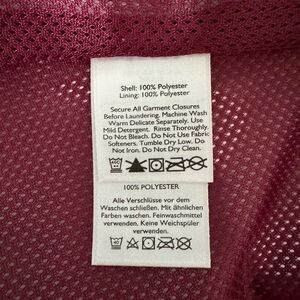 Shell: 100% Polyester
Lining: 100% Polyester
Secure All Garment Closures
Before Laundering. Machine Wash
Warm Delicate Separately. Use
Mild Detergent. Rinse Thoroughly.
Do Not Bleach. Do Not Use Fabric
Softeners. Tumble Dry Low. Do
Not Iron. Do Not Dry Clean.
100% POLYESTER
Alle Verschlüsse vor dem
Waschen schließen. Mit ähnlichen
Farben waschen. Feinwaschmittel
verwenden. Keine Weichspüler
verwenden.